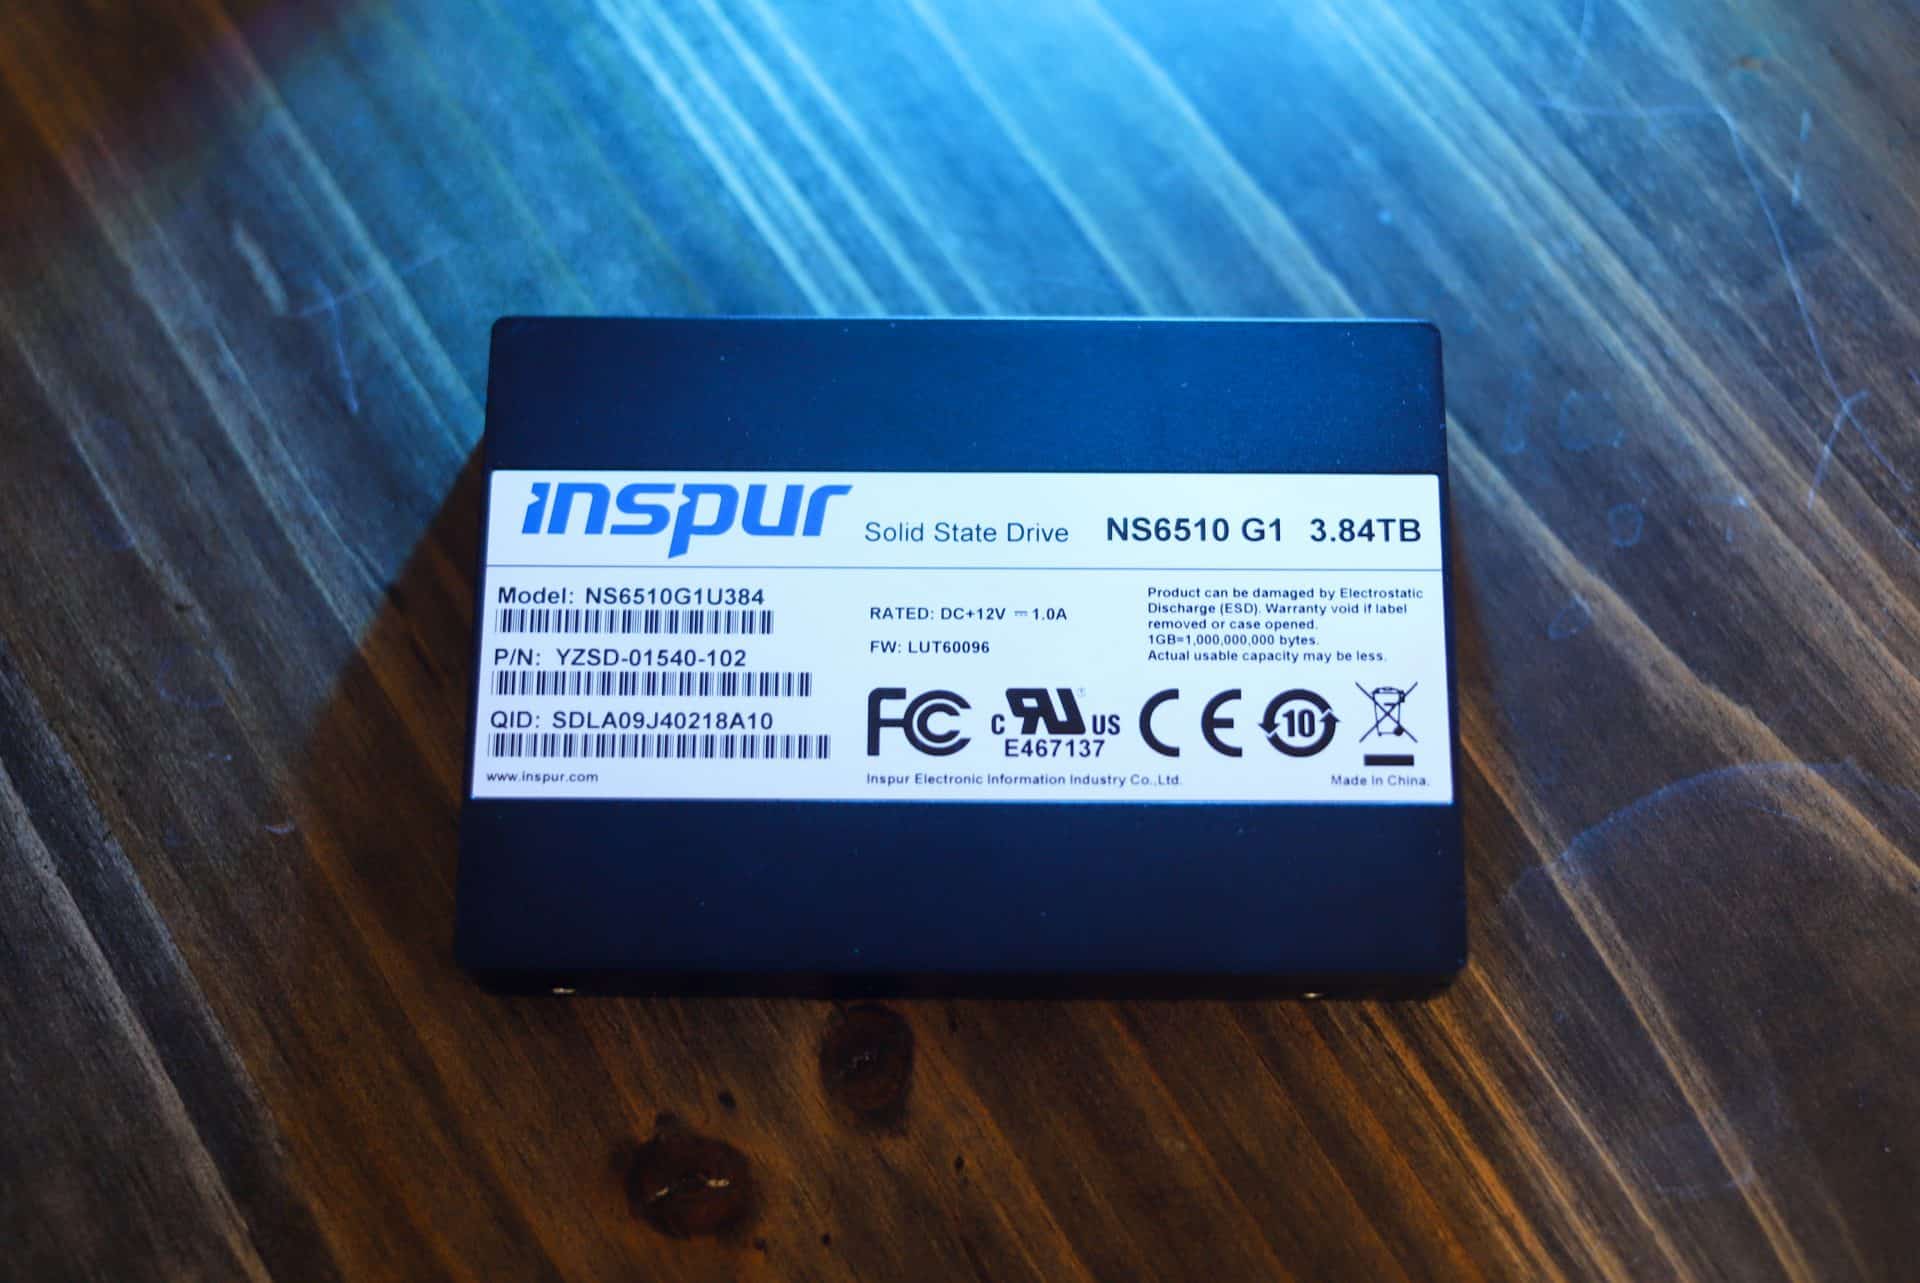 inspur Solid State Drive NS6510 G1 3.84TB
Model: NS6510G1U384
P/N: YZSD-01540-102
QID: SDLA09J40218A10
www.inspur.com
RATED: DC+12V ⎓ 1.0A
FW: LUT60096
Product can be damaged by Electrostatic
Discharge (ESD). Warranty void if label
removed or case opened.
1GB=1,000,000,000 bytes.
Actual usable capacity may be less.
FC c RU ® US CE 10
E467137
Inspur Electronic Information Industry Co.,Ltd.
Made In China.